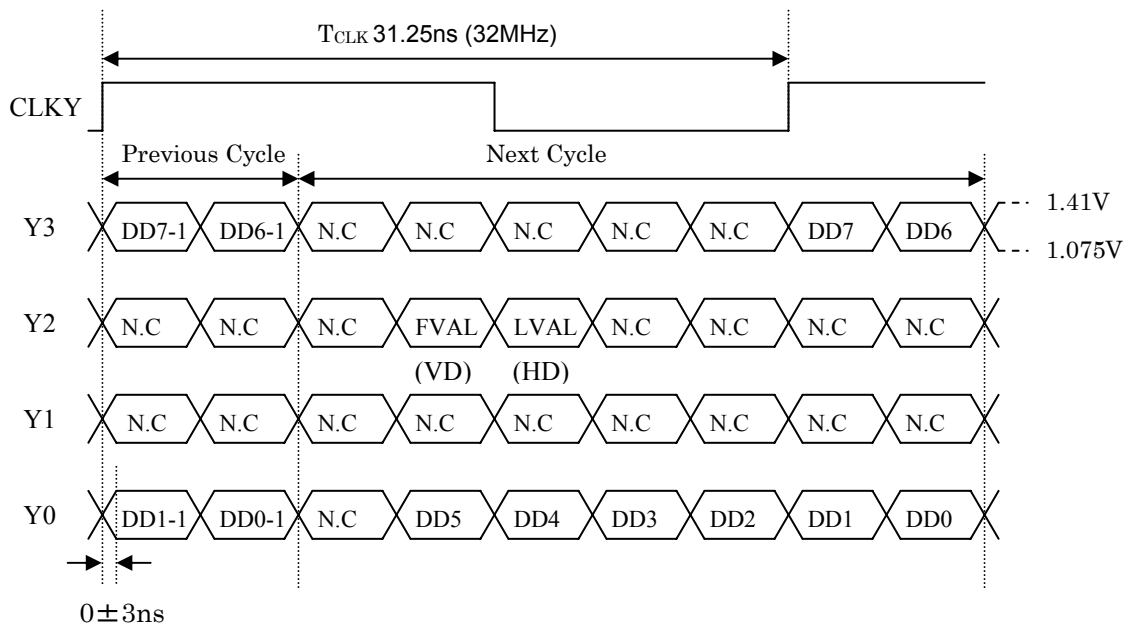 TCLK 31.25ns (32MHz)
CLKY
Previous Cycle Next Cycle
1.41V
Y3 DD7-1 DD6-1 N.C N.C N.C N.C N.C DD7 DD6
1.075V
Y2 N.C N.C N.C FVAL LVAL N.C N.C N.C N.C
(VD) (HD)
Y1 N.C N.C N.C N.C N.C N.C N.C N.C N.C
Y0 DD1-1 DD0-1 N.C DD5 DD4 DD3 DD2 DD1 DD0
0±3ns